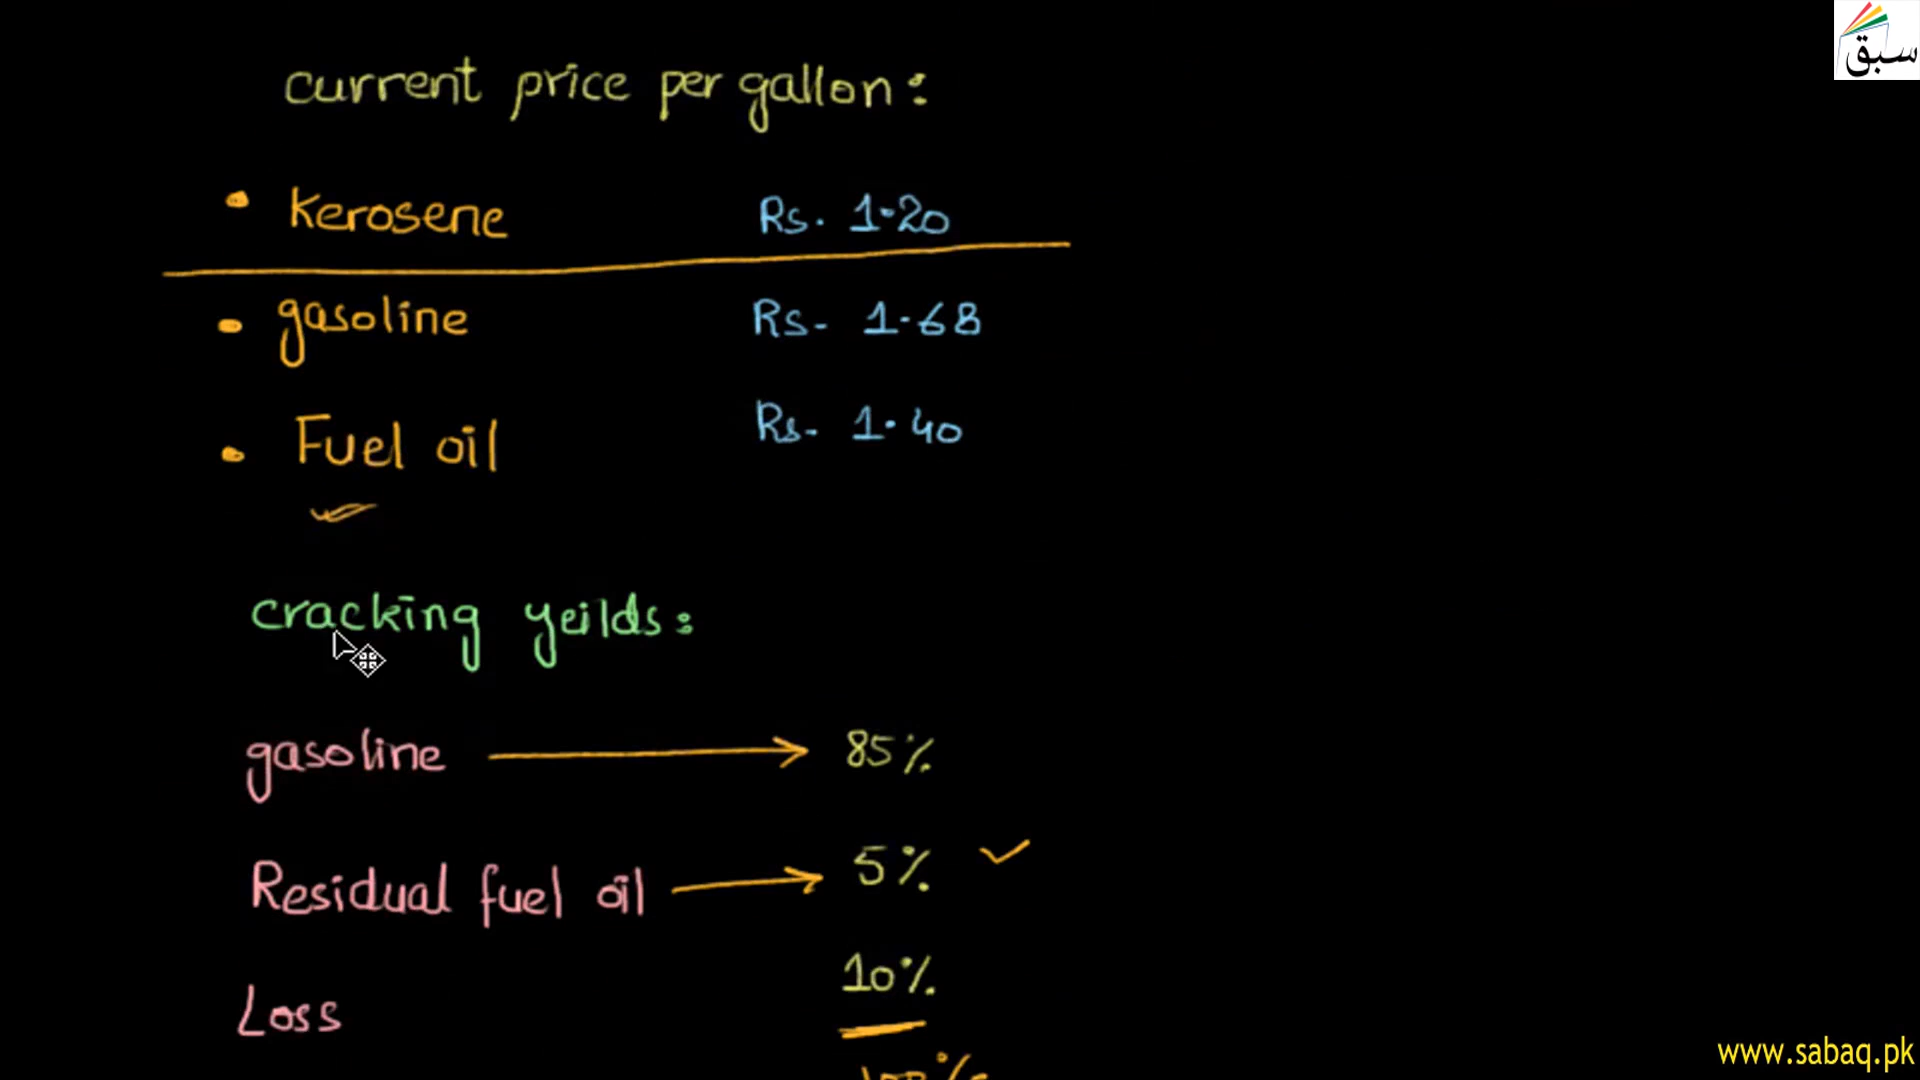 سبق
current price per gallon:
• Kerosene Rs. 1.20
• gasoline Rs. 1.68
• Fuel oil Rs. 1.40
cracking yeilds:
gasoline → 85%
Residual fuel oil → 5% ✓
Loss 10%
100%
www.sabaq.pk